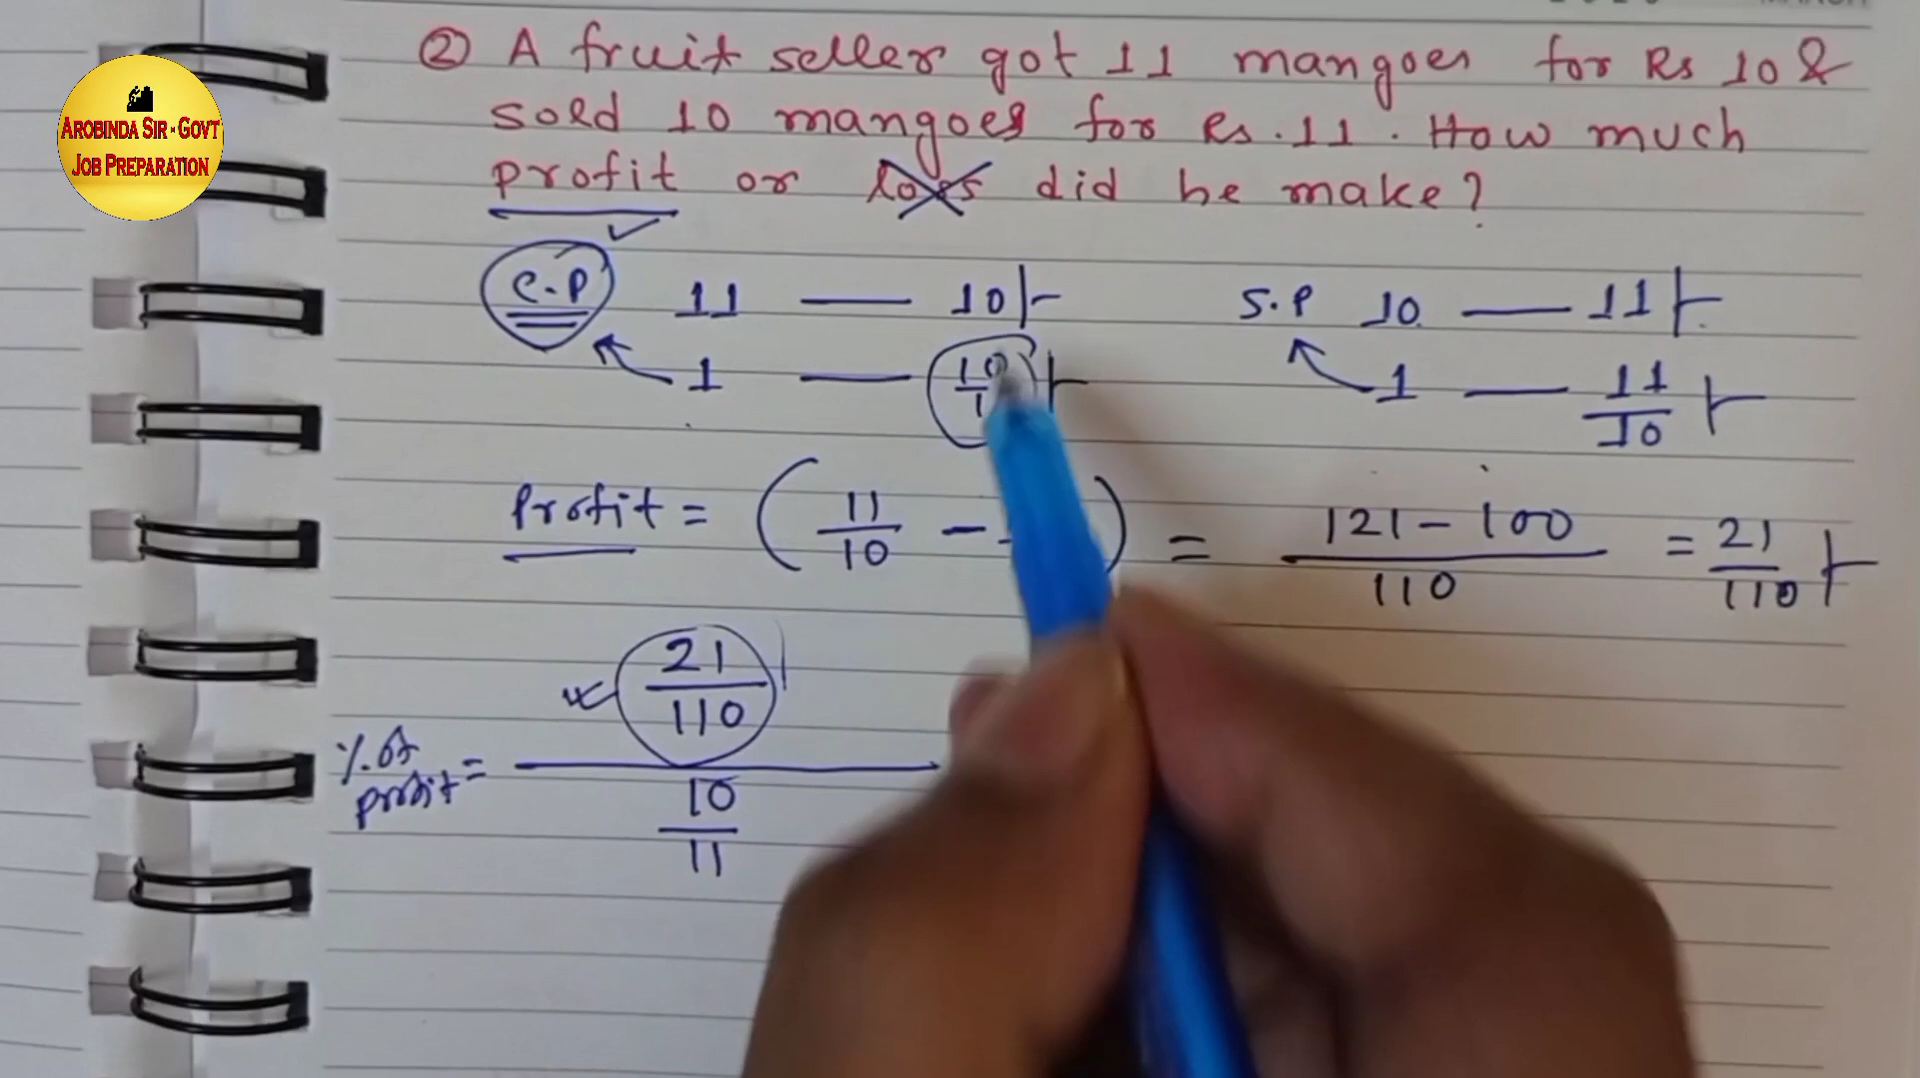 AROBINDA SIR - GOVT
JOB PREPARATION
② A fruit seller got 11 mangoes for Rs 10 &
sold 10 mangoes for Rs. 11. How much
profit or loss did he make?
C.P 11 — 10/- S.P 10 — 11/-
1 — 10/1 1 — 11/10 /-
Profit = ( 11/10 - ) = 121 - 100 / 110 = 21/110 /-
21/110
% of profit =
10/11